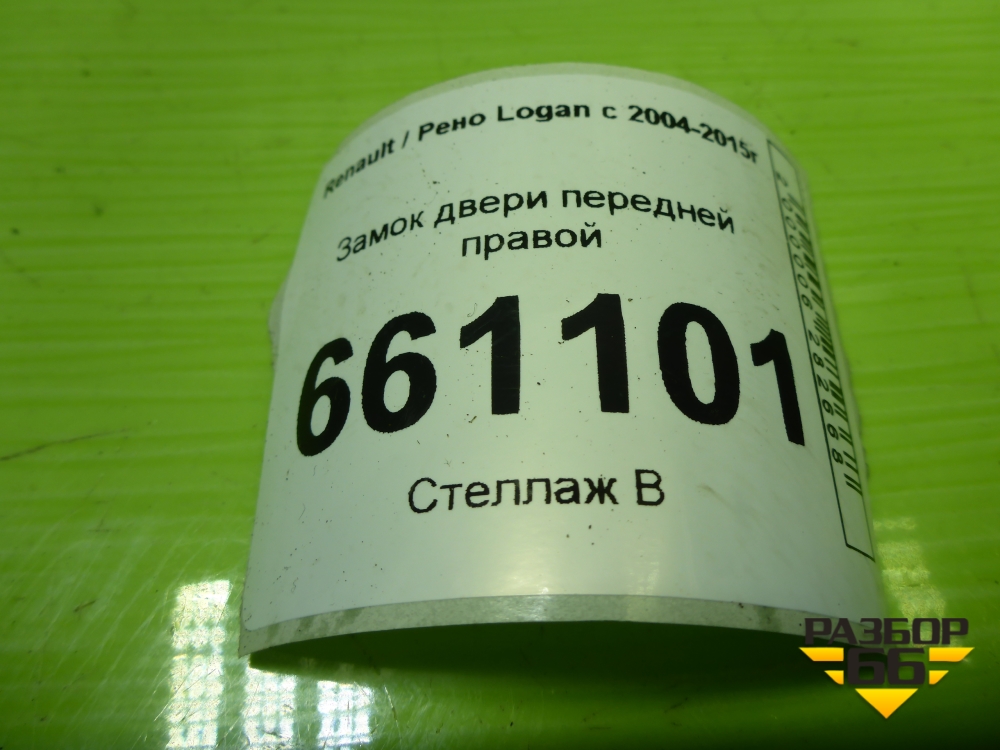 Renault / Рено Logan с 2004-2015г
Замок двери передней
правой
661101
Стеллаж В
РАЗБОР
66